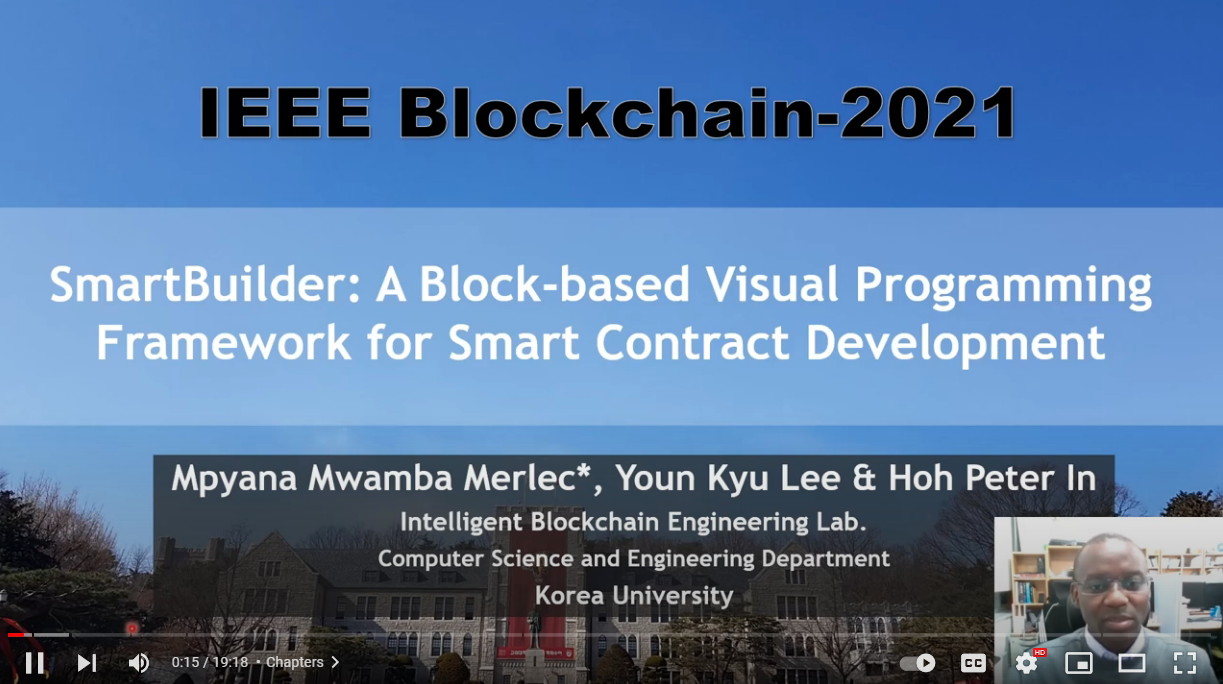 IEEE Blockchain-2021
SmartBuilder: A Block-based Visual Programming
Framework for Smart Contract Development
Mpyana Mwamba Merlec*, Youn Kyu Lee & Hoh Peter In
Intelligent Blockchain Engineering Lab.
Computer Science and Engineering Department
Korea University
0:15 / 19:18 • Chapters
CC
HD